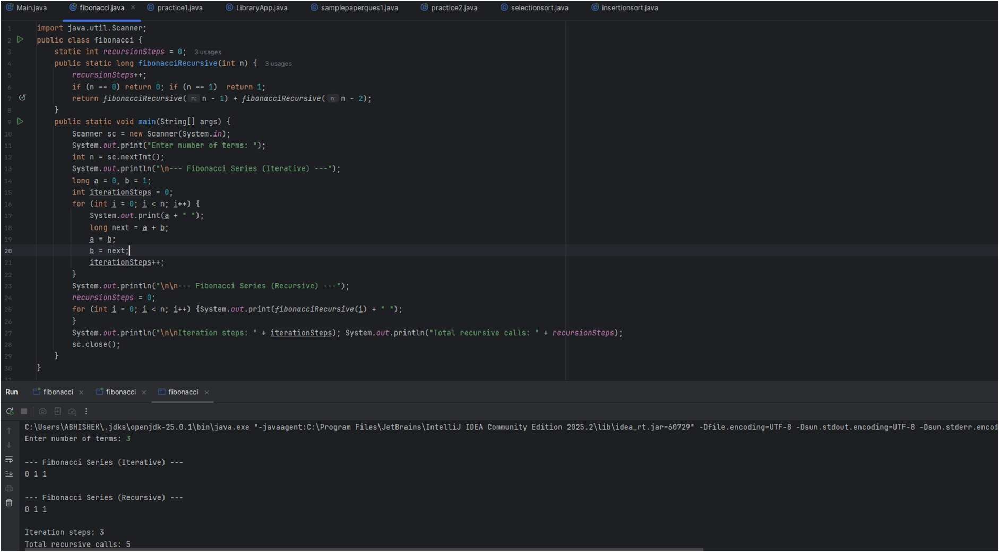 Main.java fibonacci.java practice1.java LibraryApp.java samplepaperques1.java practice2.java selectionsort.java insertionsort.java
1 import java.util.Scanner;
2 public class fibonacci {
3 static int recursionSteps = 0; 3 usages
4 public static long fibonacciRecursive(int n) { 3 usages
5 recursionSteps++;
6 if (n == 0) return 0; if (n == 1)  return 1;
7 return fibonacciRecursive( n: n - 1) + fibonacciRecursive( n: n - 2);
8 }
9 public static void main(String[] args) {
10 Scanner sc = new Scanner(System.in);
11 System.out.print("Enter number of terms: ");
12 int n = sc.nextInt();
13 System.out.println("\n--- Fibonacci Series (Iterative) ---");
14 long a = 0, b = 1;
15 int iterationSteps = 0;
16 for (int i = 0; i < n; i++) {
17 System.out.print(a + " ");
18 long next = a + b;
19 a = b;
20 b = next;
21 iterationSteps++;
22 }
23 System.out.println("\n\n--- Fibonacci Series (Recursive) ---");
24 recursionSteps = 0;
25 for (int i = 0; i < n; i++) {System.out.print(fibonacciRecursive(i) + " ");
26 }
27 System.out.println("\n\nIteration steps: " + iterationSteps); System.out.println("Total recursive calls: " + recursionSteps);
28 sc.close();
29 }
30 }
31
Run fibonacci fibonacci fibonacci
C:\Users\ABHISHEK\.jdks\openjdk-25.0.1\bin\java.exe "-javaagent:C:\Program Files\JetBrains\IntelliJ IDEA Community Edition 2025.2\lib\idea_rt.jar=60729" -Dfile.encoding=UTF-8 -Dsun.stdout.encoding=UTF-8 -Dsun.stderr.encod
Enter number of terms: 3
--- Fibonacci Series (Iterative) ---
0 1 1
--- Fibonacci Series (Recursive) ---
0 1 1
Iteration steps: 3
Total recursive calls: 5